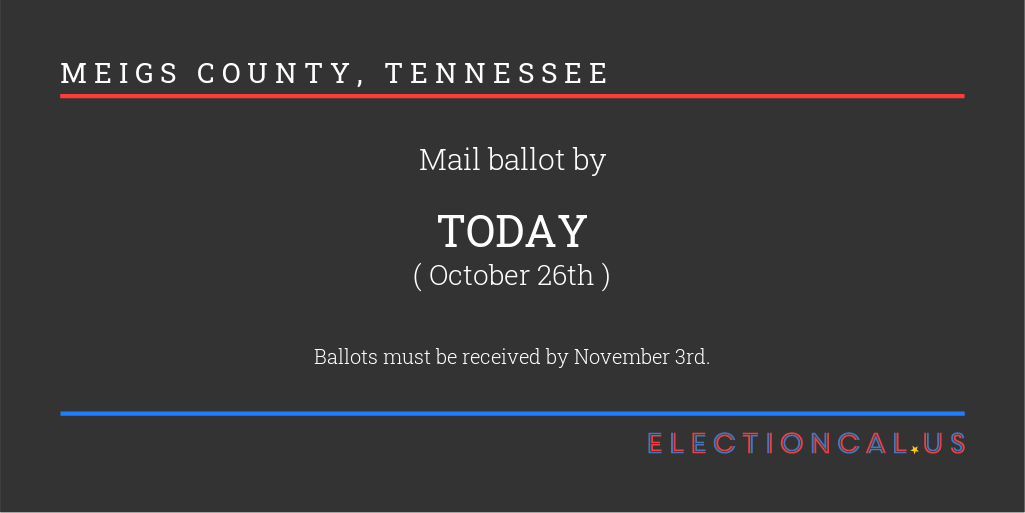 MEIGS COUNTY, TENNESSEE
Mail ballot by
TODAY
( October 26th )
Ballots must be received by November 3rd.
ELECTIONCAL.US